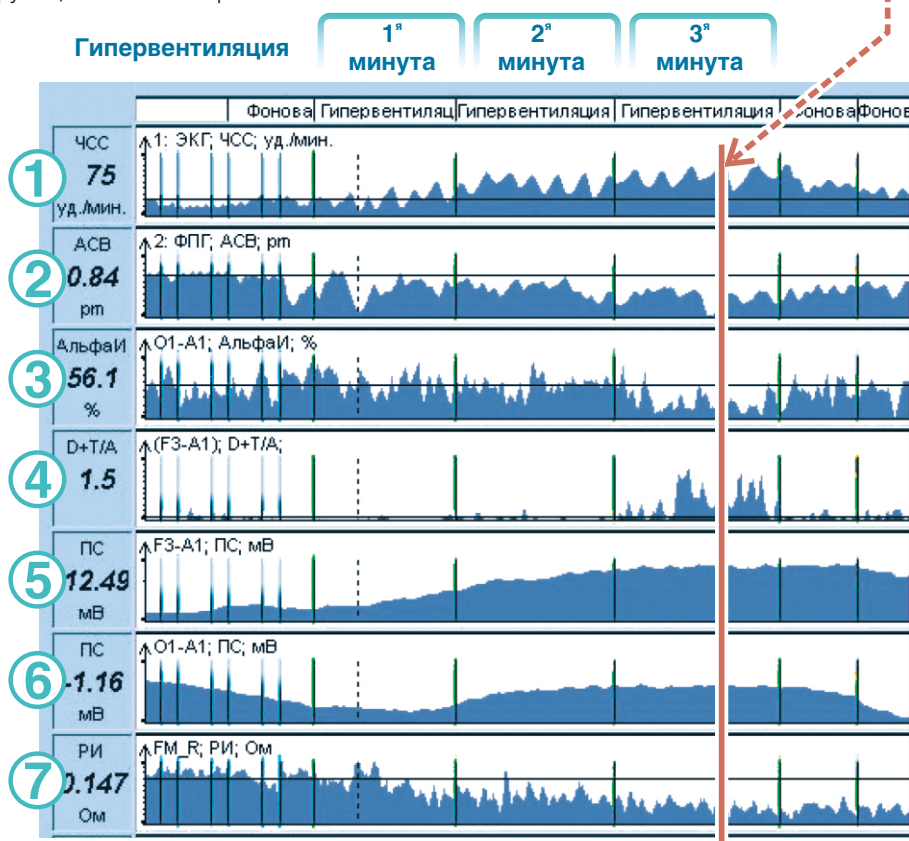 Гипервентиляция
1я минута
2я минута
3я минута
Фонова Гипервентиляц Гипервентиляция Гипервентиляция Фонова Фонов
1
ЧСС
75
уд./мин.
1: ЭКГ; ЧСС; уд./мин.
2
АСВ
0.84
pm
2: ФПГ; АСВ; pm
3
АльфаИ
56.1
%
O1-A1; АльфаИ; %
4
D+T/A
1.5
(F3-A1); D+T/A;
5
ПС
12.49
мВ
F3-A1; ПС; мВ
6
ПС
-1.16
мВ
O1-A1; ПС; мВ
7
РИ
0.147
Ом
FM_R; РИ; Ом